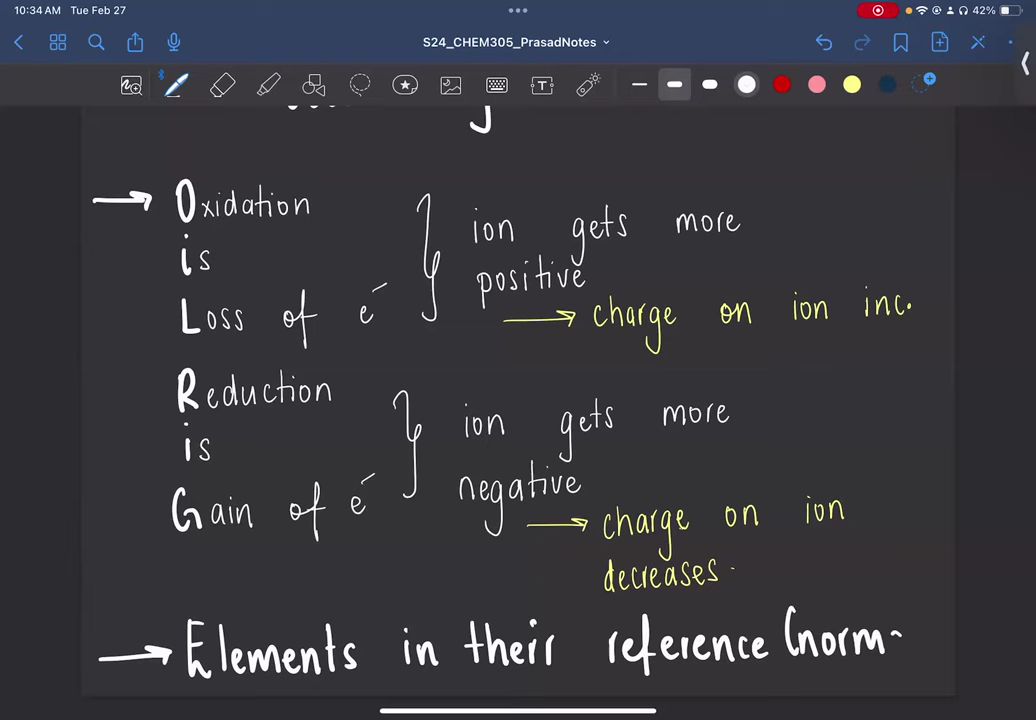 10:34 AM Tue Feb 27
42%
S24_CHEM305_PrasadNotes
Oxidation
is
Loss of e⁻
ion gets more
positive
charge on ion inc.
Reduction
is
Gain of e⁻
ion gets more
negative
charge on ion
decreases.
Elements in their reference (norm-